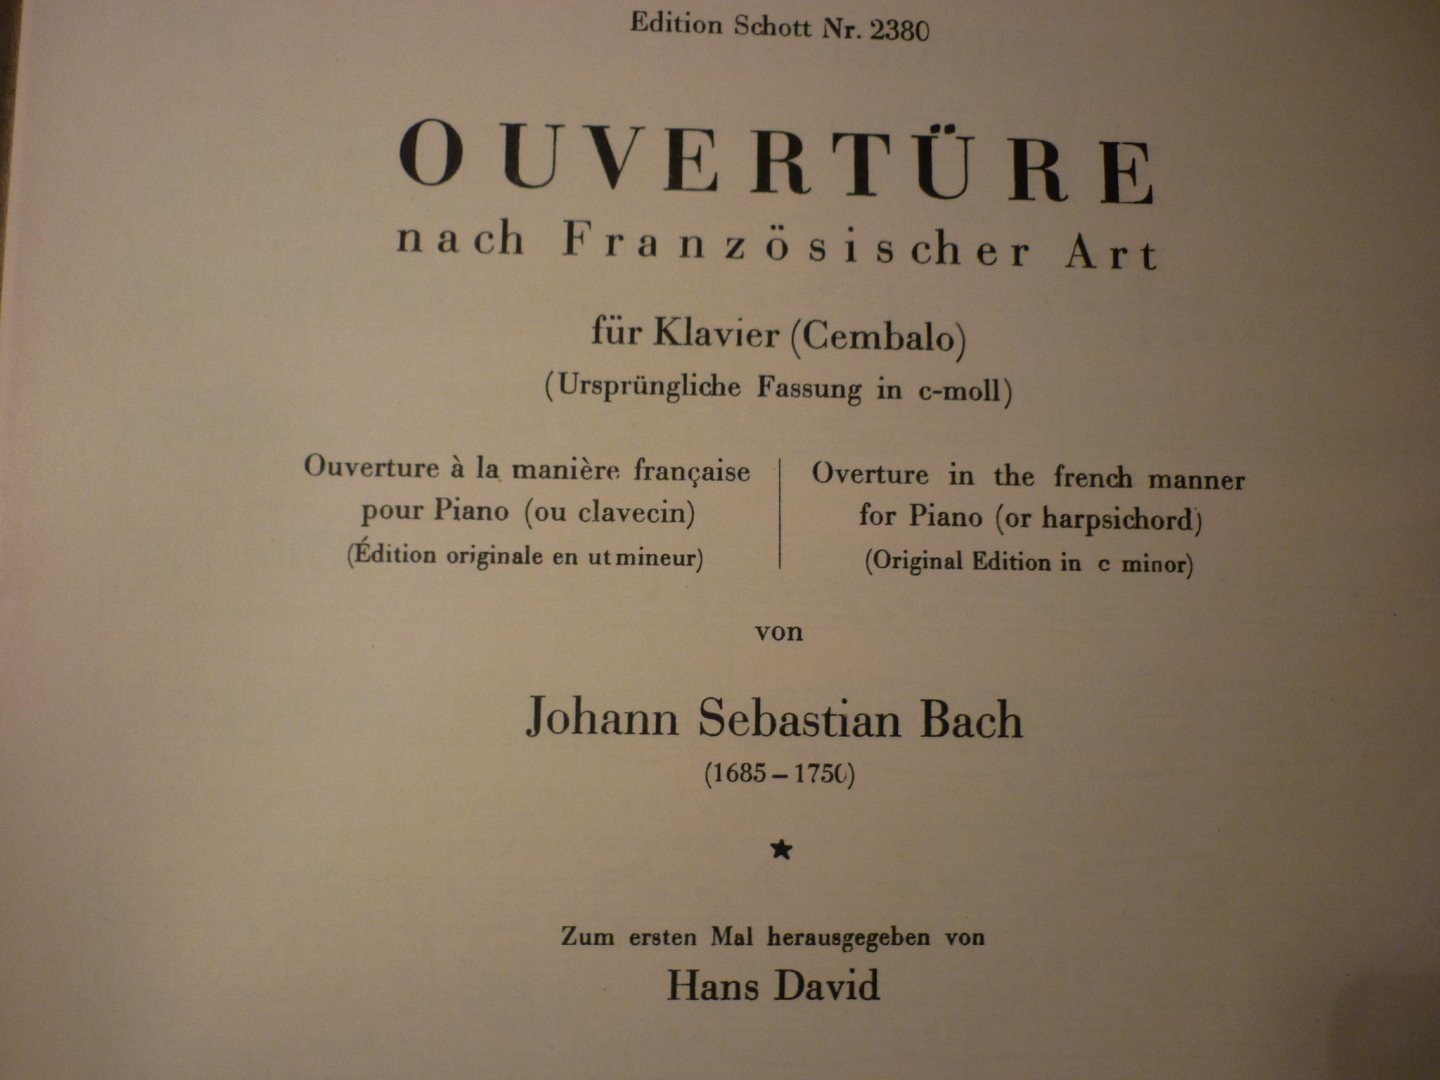 Edition Schott Nr. 2380
OUVERTÜRE
nach Französischer Art
für Klavier (Cembalo)
(Ursprüngliche Fassung in c-moll)
Ouverture à la manière française
pour Piano (ou clavecin)
(Édition originale en ut mineur)
Overture in the french manner
for Piano (or harpsichord)
(Original Edition in c minor)
von
Johann Sebastian Bach
(1685–1750)
Zum ersten Mal herausgegeben von
Hans David